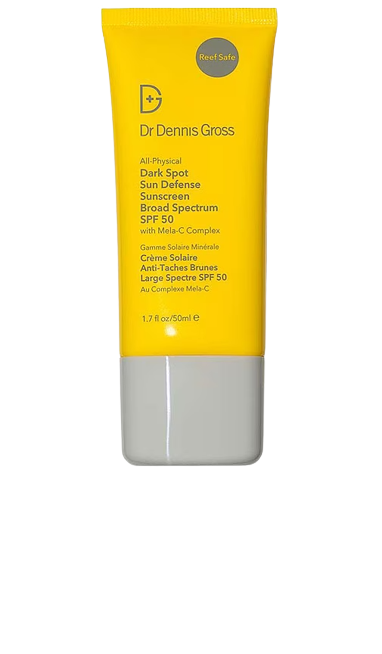 Reef Safe
Dr Dennis Gross
All-Physical
Dark Spot
Sun Defense
Sunscreen
Broad Spectrum
SPF 50
with Mela-C Complex
Gamme Solaire Minérale
Crème Solaire
Anti-Taches Brunes
Large Spectre SPF 50
Au Complexe Mela-C
1.7 fl oz/50ml ℮